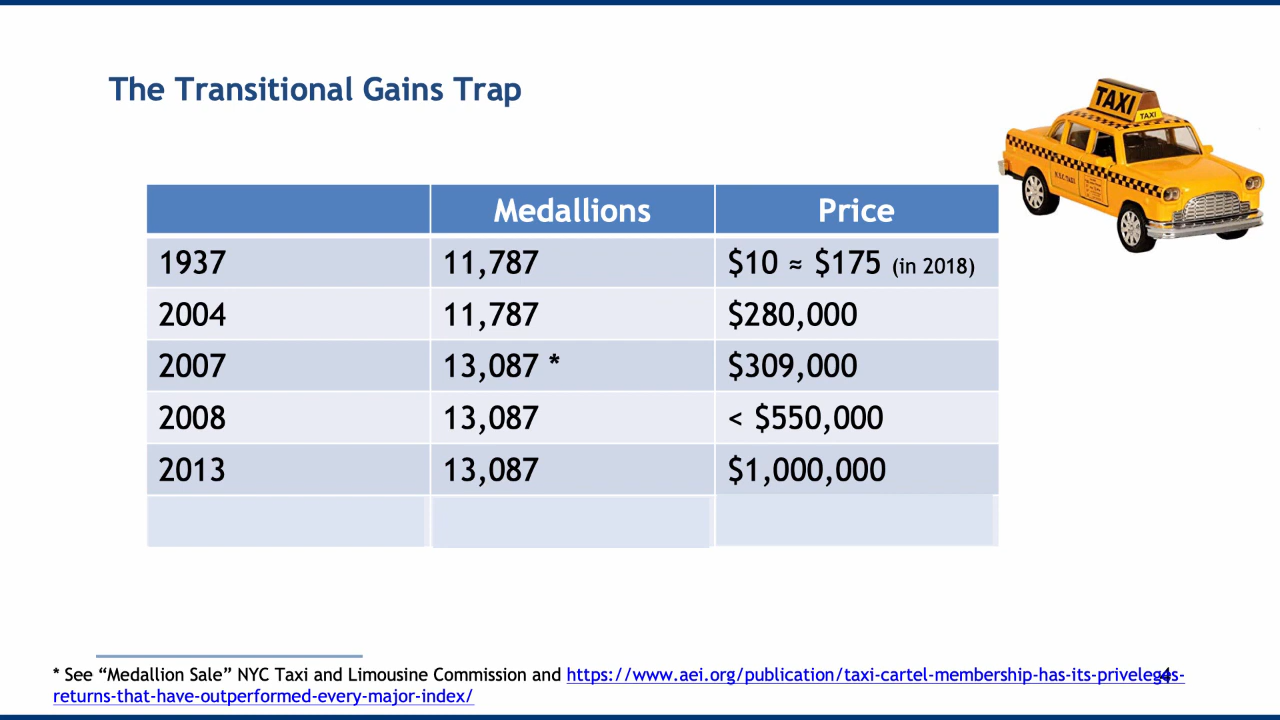 The Transitional Gains Trap
TAXI
TAXI
N.Y.C. TAXI
Medallions Price
1937 11,787 $10 ≈ $175 (in 2018)
2004 11,787 $280,000
2007 13,087 * $309,000
2008 13,087 < $550,000
2013 13,087 $1,000,000
* See “Medallion Sale” NYC Taxi and Limousine Commission and https://www.aei.org/publication/taxi-cartel-membership-has-its-priveleges-
returns-that-have-outperformed-every-major-index/
4